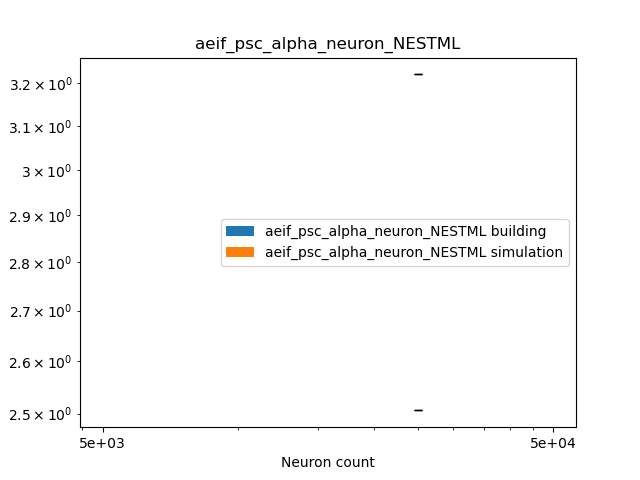 aeif_psc_alpha_neuron_NESTML
3.2 × 10⁰
3.1 × 10⁰
3 × 10⁰
2.9 × 10⁰
2.8 × 10⁰
2.7 × 10⁰
2.6 × 10⁰
2.5 × 10⁰
aeif_psc_alpha_neuron_NESTML building
aeif_psc_alpha_neuron_NESTML simulation
5e+03 5e+04
Neuron count